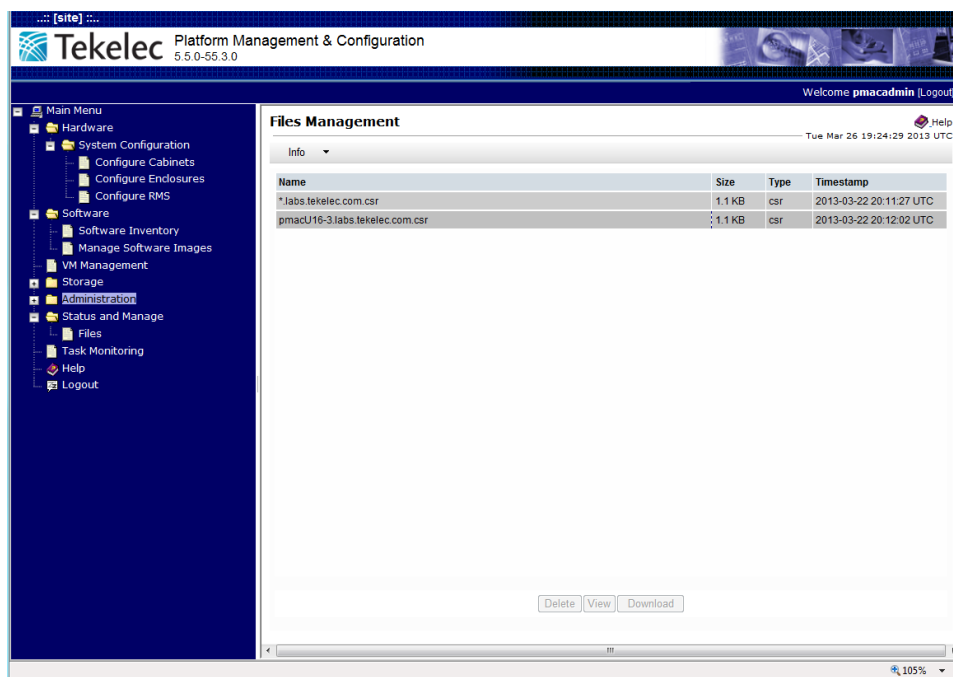 ..:: [site] ::..
Tekelec Platform Management & Configuration
5.5.0-55.3.0
Welcome pmacadmin [Logout
Main Menu
Hardware
System Configuration
Configure Cabinets
Configure Enclosures
Configure RMS
Software
Software Inventory
Manage Software Images
VM Management
Storage
Administration
Status and Manage
Files
Task Monitoring
Help
Logout
Files Management
Help
Tue Mar 26 19:24:29 2013 UTC
Info
Name Size Type Timestamp
*.labs.tekelec.com.csr 1.1 KB csr 2013-03-22 20:11:27 UTC
pmacU16-3.labs.tekelec.com.csr 1.1 KB csr 2013-03-22 20:12:02 UTC
Delete View Download
105%